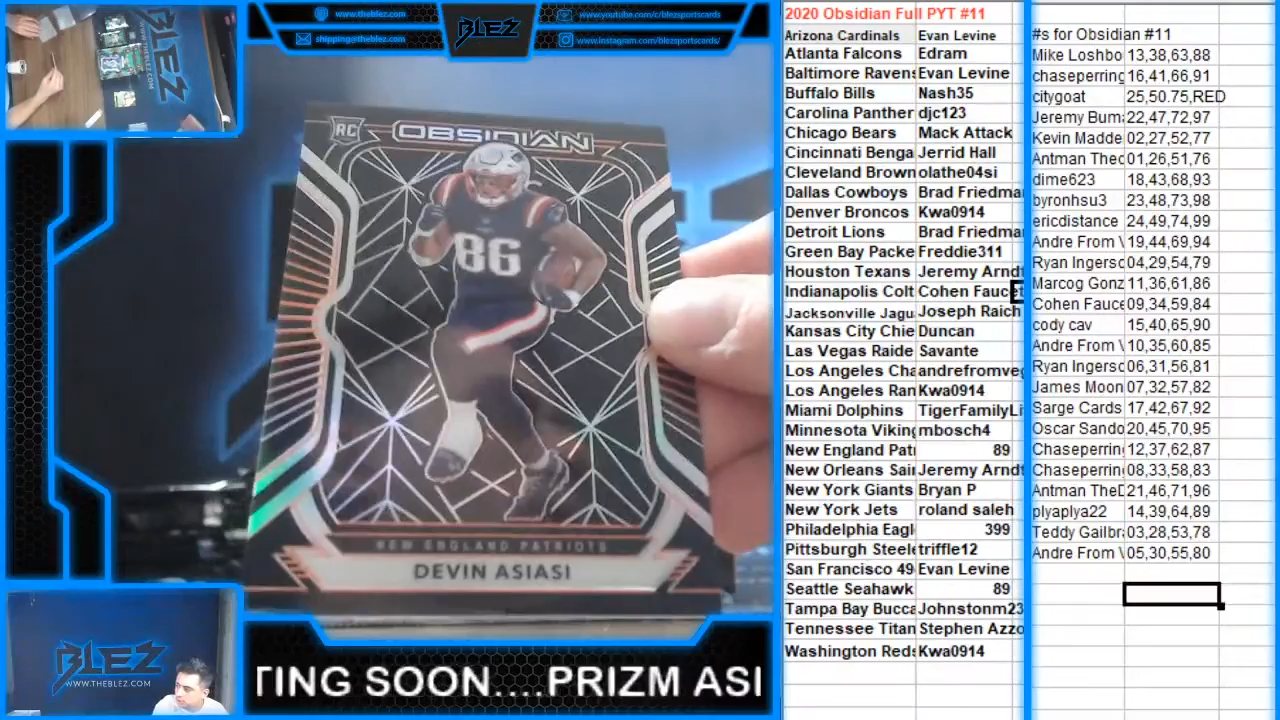 www.theblez.com
shipping@theblez.com
BLEZ
www.youtube.com/c/blezsportscards/
www.instagram.com/blezsportscards/
BLEZ
RC
OBSIDIAN
86
NEW ENGLAND PATRIOTS
DEVIN ASIASI
BLEZ
WWW.THEBLEZ.COM
TING SOON....PRIZM ASI
2020 Obsidian Full PYT #11
Arizona Cardinals Evan Levine
Atlanta Falcons Edram
Baltimore Ravens Evan Levine
Buffalo Bills Nash35
Carolina Panther djc123
Chicago Bears Mack Attack
Cincinnati Benga Jerrid Hall
Cleveland Brown olathe04si
Dallas Cowboys Brad Friedma
Denver Broncos Kwa0914
Detroit Lions Brad Friedma
Green Bay Packe Freddie311
Houston Texans Jeremy Arndt
Indianapolis Colt Cohen Faucet
Jacksonville Jagu Joseph Raich
Kansas City Chie Duncan
Las Vegas Raide Savante
Los Angeles Cha andrefromveg
Los Angeles Ran Kwa0914
Miami Dolphins TigerFamilyLi
Minnesota Viking mbosch4
New England Patr 89
New Orleans Sain Jeremy Arndt
New York Giants Bryan P
New York Jets roland saleh
Philadelphia Eagl 399
Pittsburgh Steele triffle12
San Francisco 49 Evan Levine
Seattle Seahawk 89
Tampa Bay Bucca Johnstonm23
Tennessee Titan Stephen Azzo
Washington Reds Kwa0914
#s for Obsidian #11
Mike Loshbo 13,38,63,88
chaseperring 16,41,66,91
citygoat 25,50.75,RED
Jeremy Bum 22,47,72,97
Kevin Madde 02,27,52,77
Antman Theo 01,26,51,76
dime623 18,43,68,93
byronhsu3 23,48,73,98
ericdistance 24,49,74,99
Andre From V 19,44,69,94
Ryan Ingerso 04,29,54,79
Marcog Gonz 11,36,61,86
Cohen Fauce 09,34,59,84
cody cav 15,40,65,90
Andre From V 10,35,60,85
Ryan Ingerso 06,31,56,81
James Moon 07,32,57,82
Sarge Cards 17,42,67,92
Oscar Sando 20,45,70,95
Chaseperring 12,37,62,87
Chaseperring 08,33,58,83
Antman TheD 21,46,71,96
plyaplya22 14,39,64,89
Teddy Gailbra 03,28,53,78
Andre From V 05,30,55,80